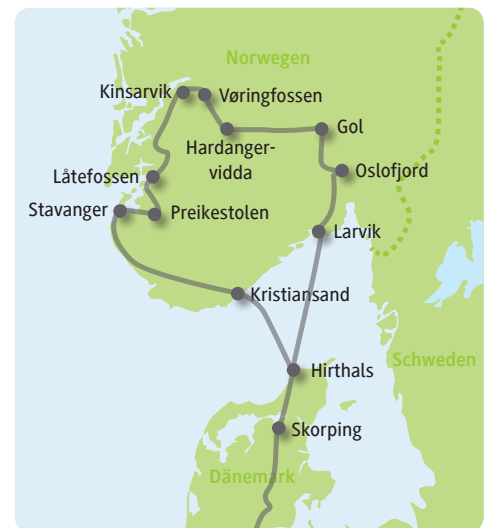 Norwegen
Kinsarvik
Vøringfossen
Hardanger-
vidda
Gol
Låtefossen
Oslofjord
Stavanger
Preikestolen
Larvik
Kristiansand
Hirthals
Schweden
Skorping
Dänemark